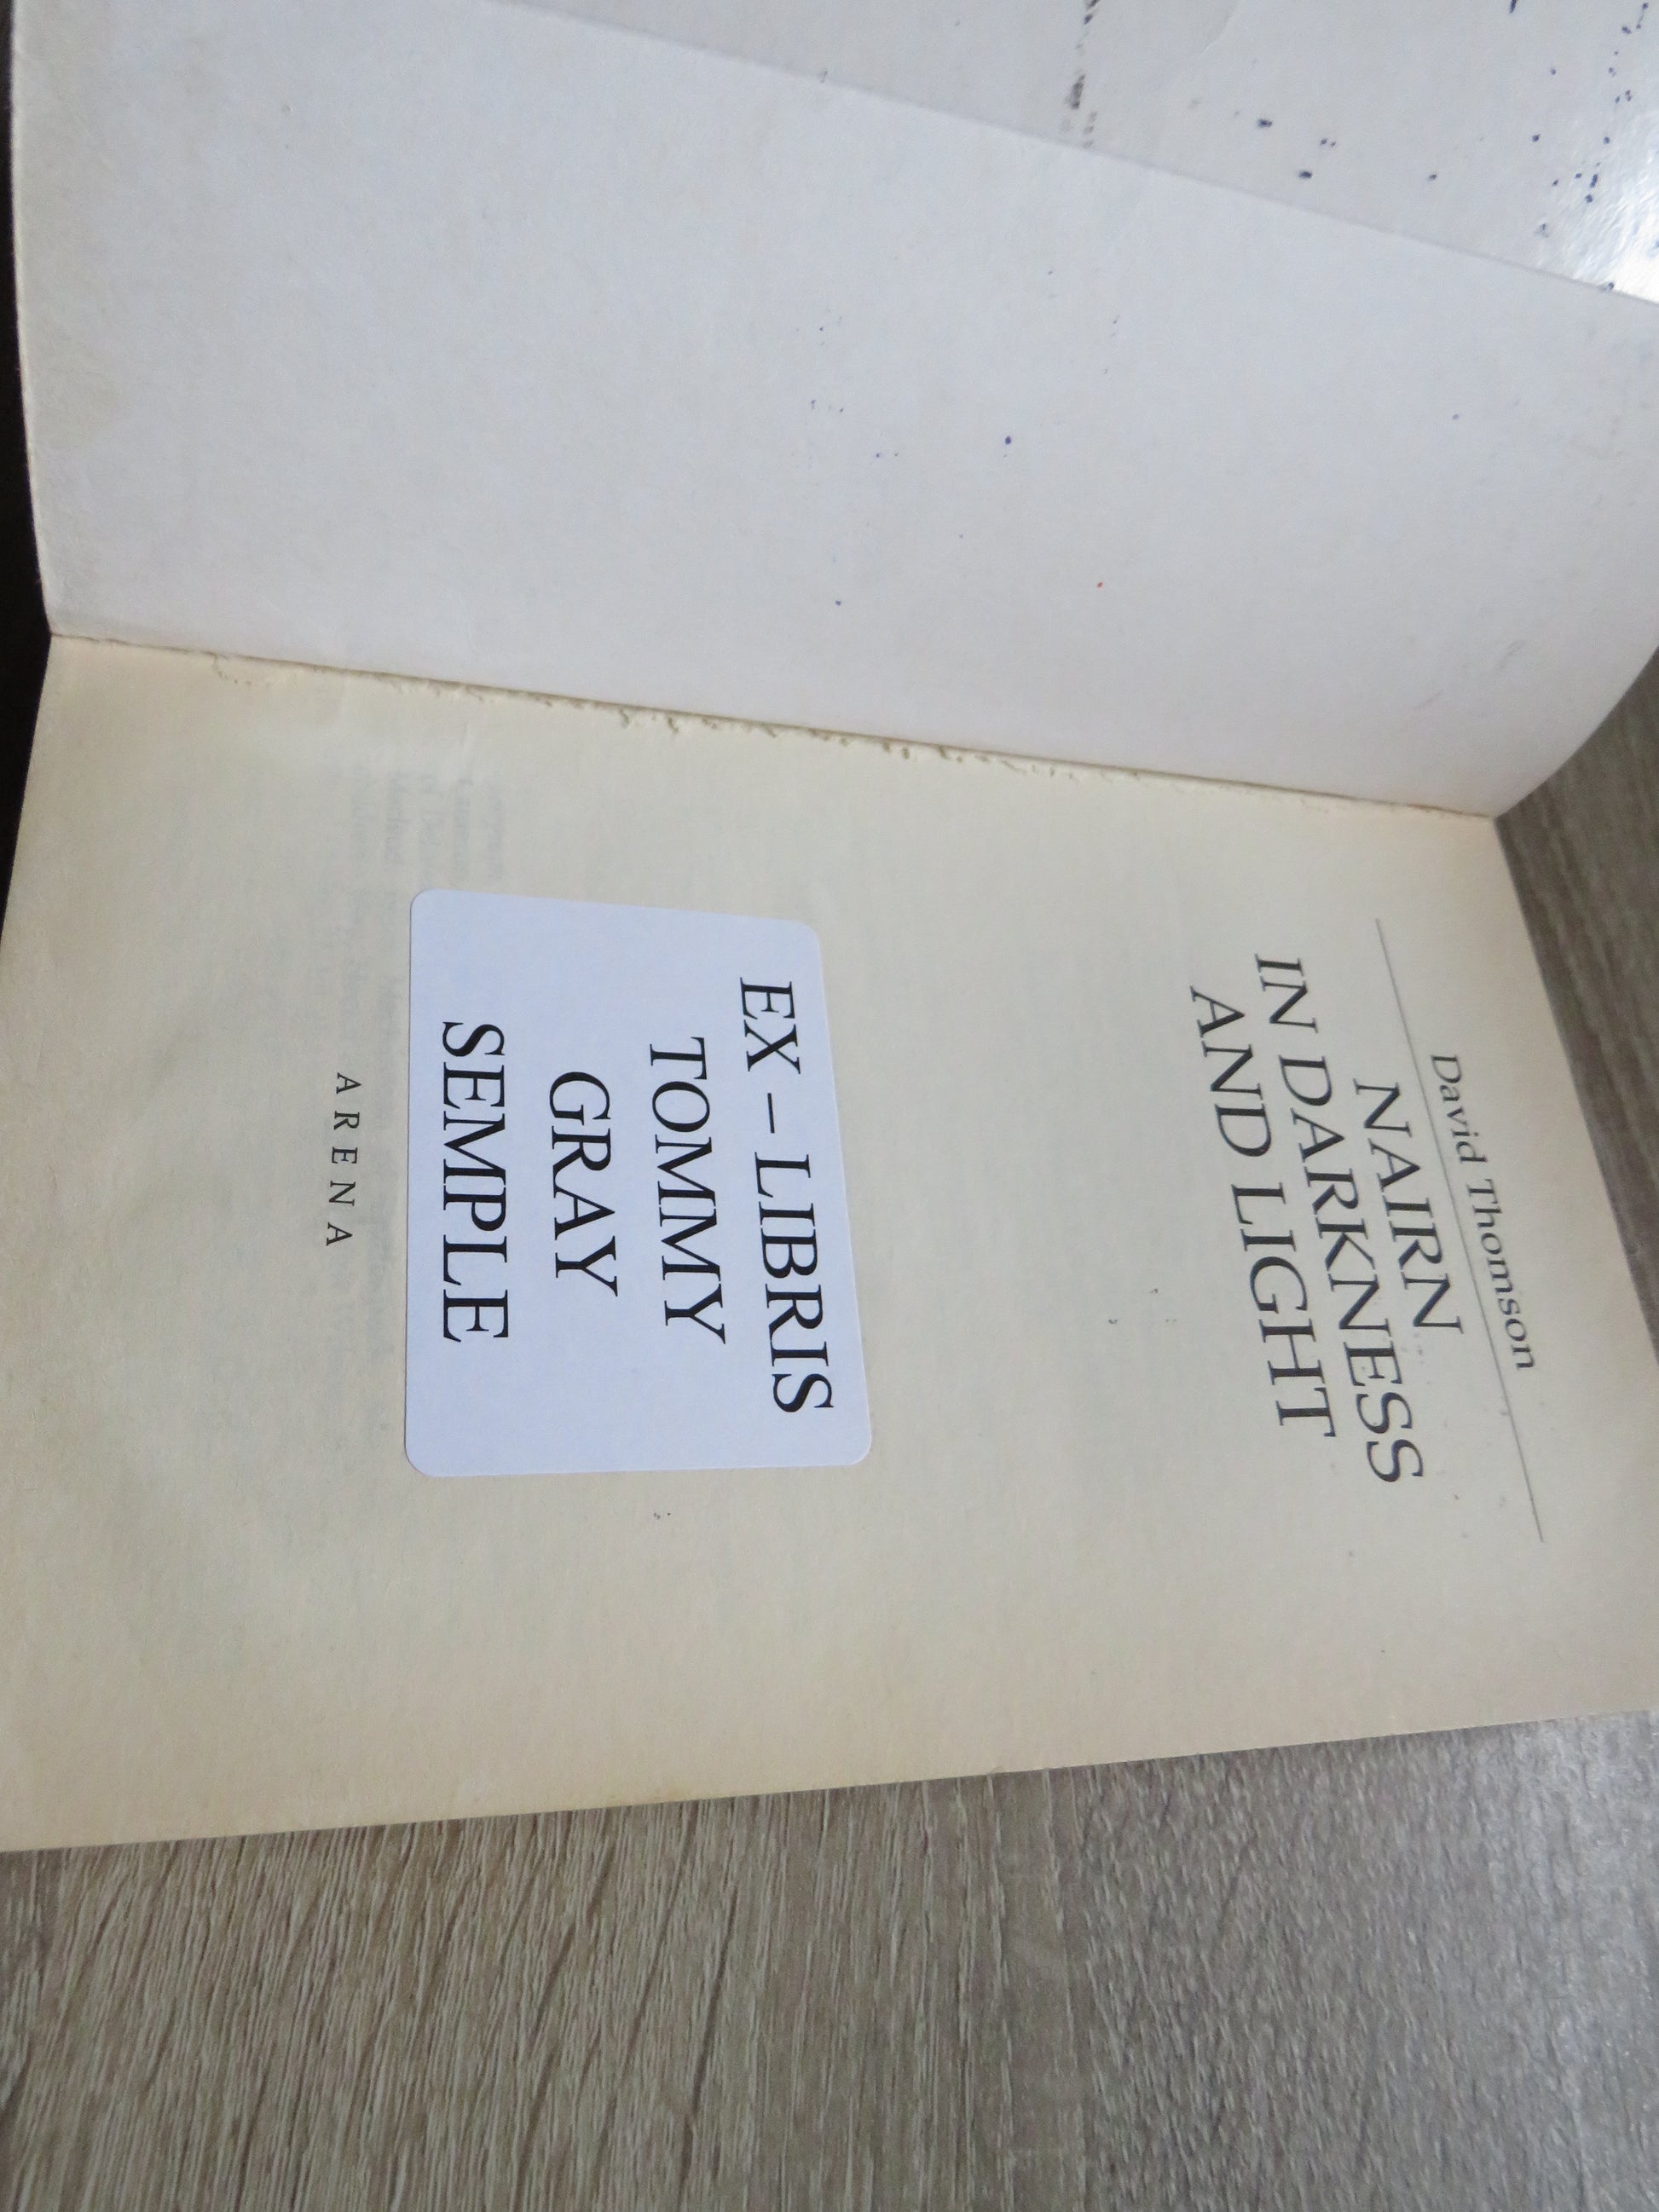 David Thomson
NAIRN
IN DARKNESS
AND LIGHT
EX – LIBRIS
TOMMY
GRAY
SEMPLE
ARENA